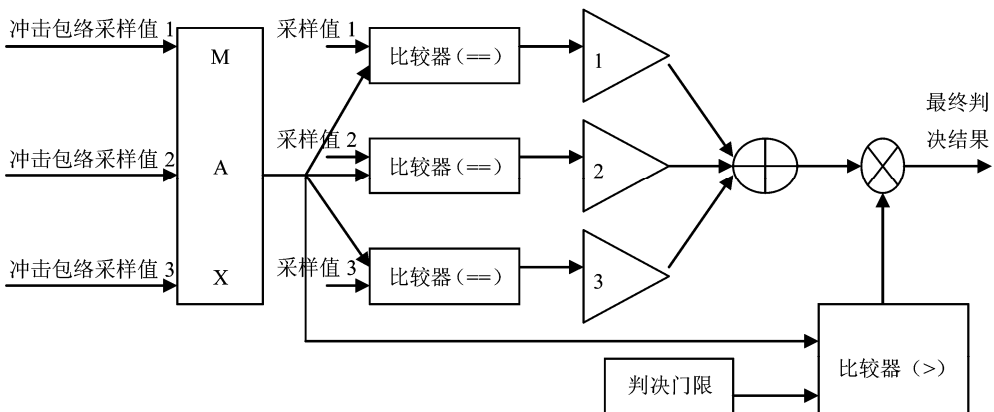 冲击包络采样值 1
采样值 1
M
比较器(==)
1
最终判
决结果
冲击包络采样值 2
采样值 2
A
比较器(==)
2
冲击包络采样值 3
采样值 3
X
比较器(==)
3
判决门限
比较器(>)